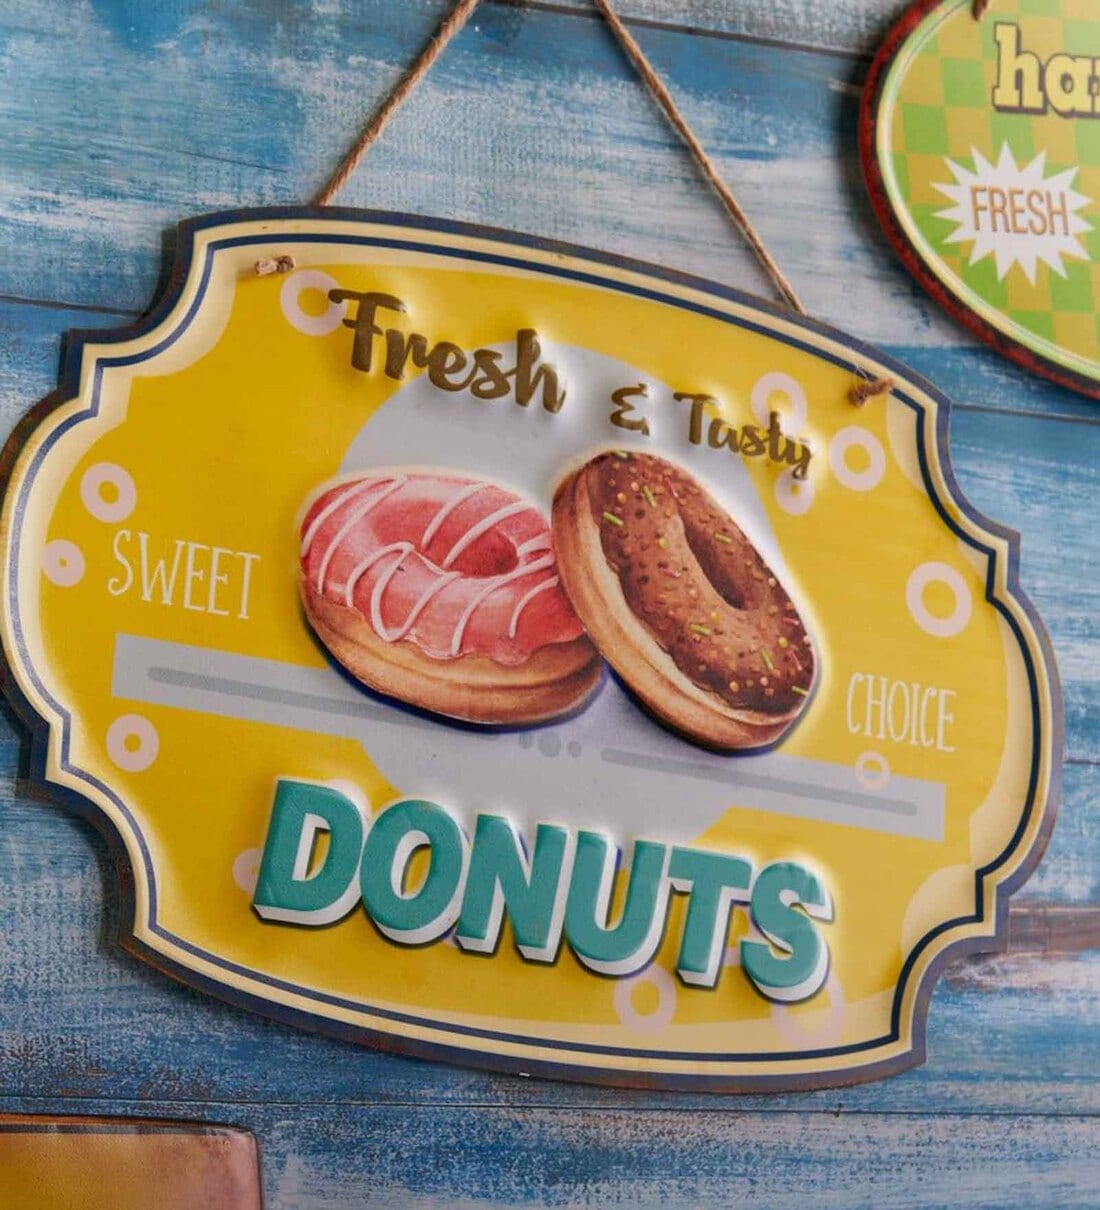 Fresh & Tasty
SWEET
CHOICE
DONUTS
FRESH